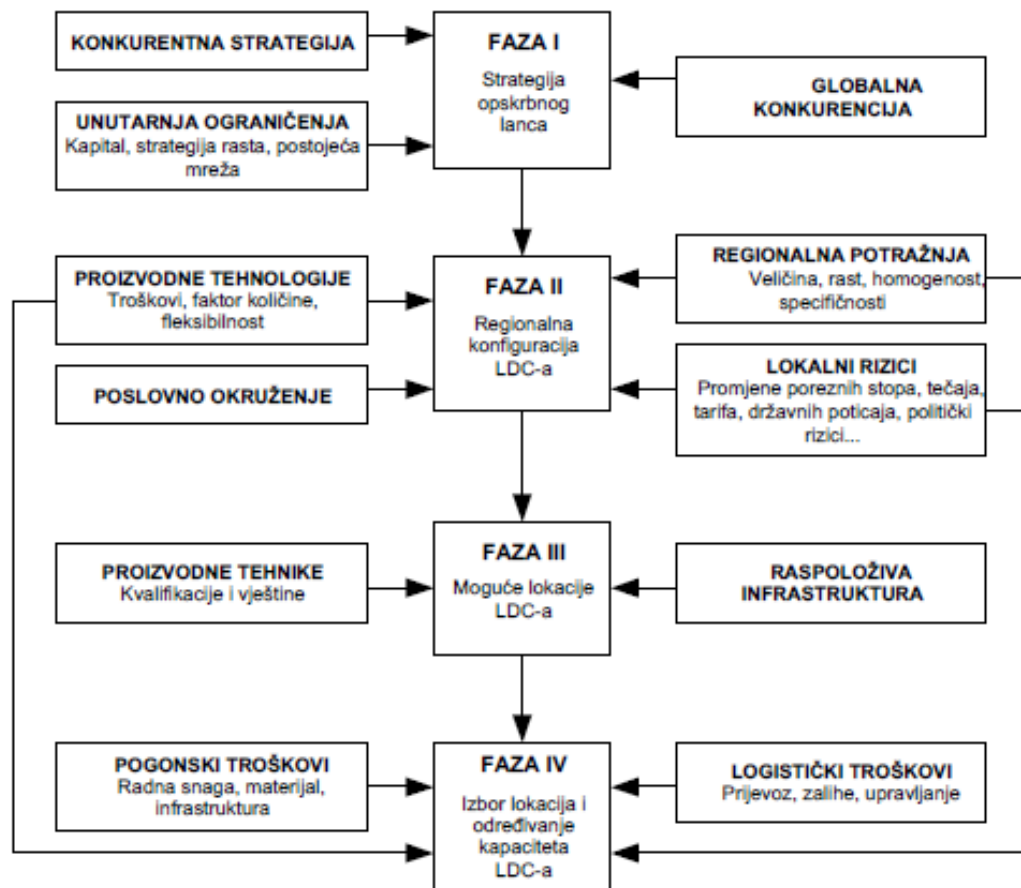 KONKURENTNA STRATEGIJA
FAZA I
Strategija
opskrbnog
lanca
GLOBALNA
KONKURENCIJA
UNUTARNJA OGRANIČENJA
Kapital, strategija rasta, postojeća
mreža
PROIZVODNE TEHNOLOGIJE
Troškovi, faktor količine,
fleksibilnost
FAZA II
Regionalna
konfiguracija
LDC-a
REGIONALNA POTRAŽNJA
Veličina, rast, homogenost,
specifičnosti
POSLOVNO OKRUŽENJE
LOKALNI RIZICI
Promjene poreznih stopa, tečaja,
tarifa, državnih poticaja, politički
rizici...
PROIZVODNE TEHNIKE
Kvalifikacije i vještine
FAZA III
Moguće lokacije
LDC-a
RASPOLOŽIVA
INFRASTRUKTURA
POGONSKI TROŠKOVI
Radna snaga, materijal,
infrastruktura
FAZA IV
Izbor lokacija i
određivanje
kapaciteta
LDC-a
LOGISTIČKI TROŠKOVI
Prijevoz, zalihe, upravljanje